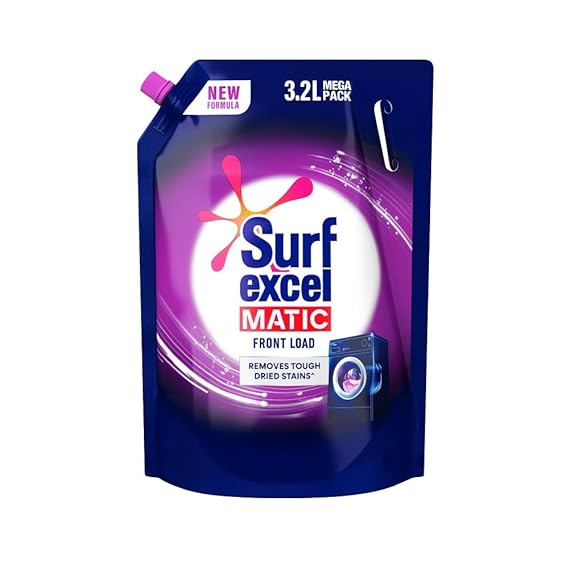 NEW
FORMULA
3.2L MEGA
PACK
Surf
excel
MATIC
FRONT LOAD
REMOVES TOUGH
DRIED STAINS^